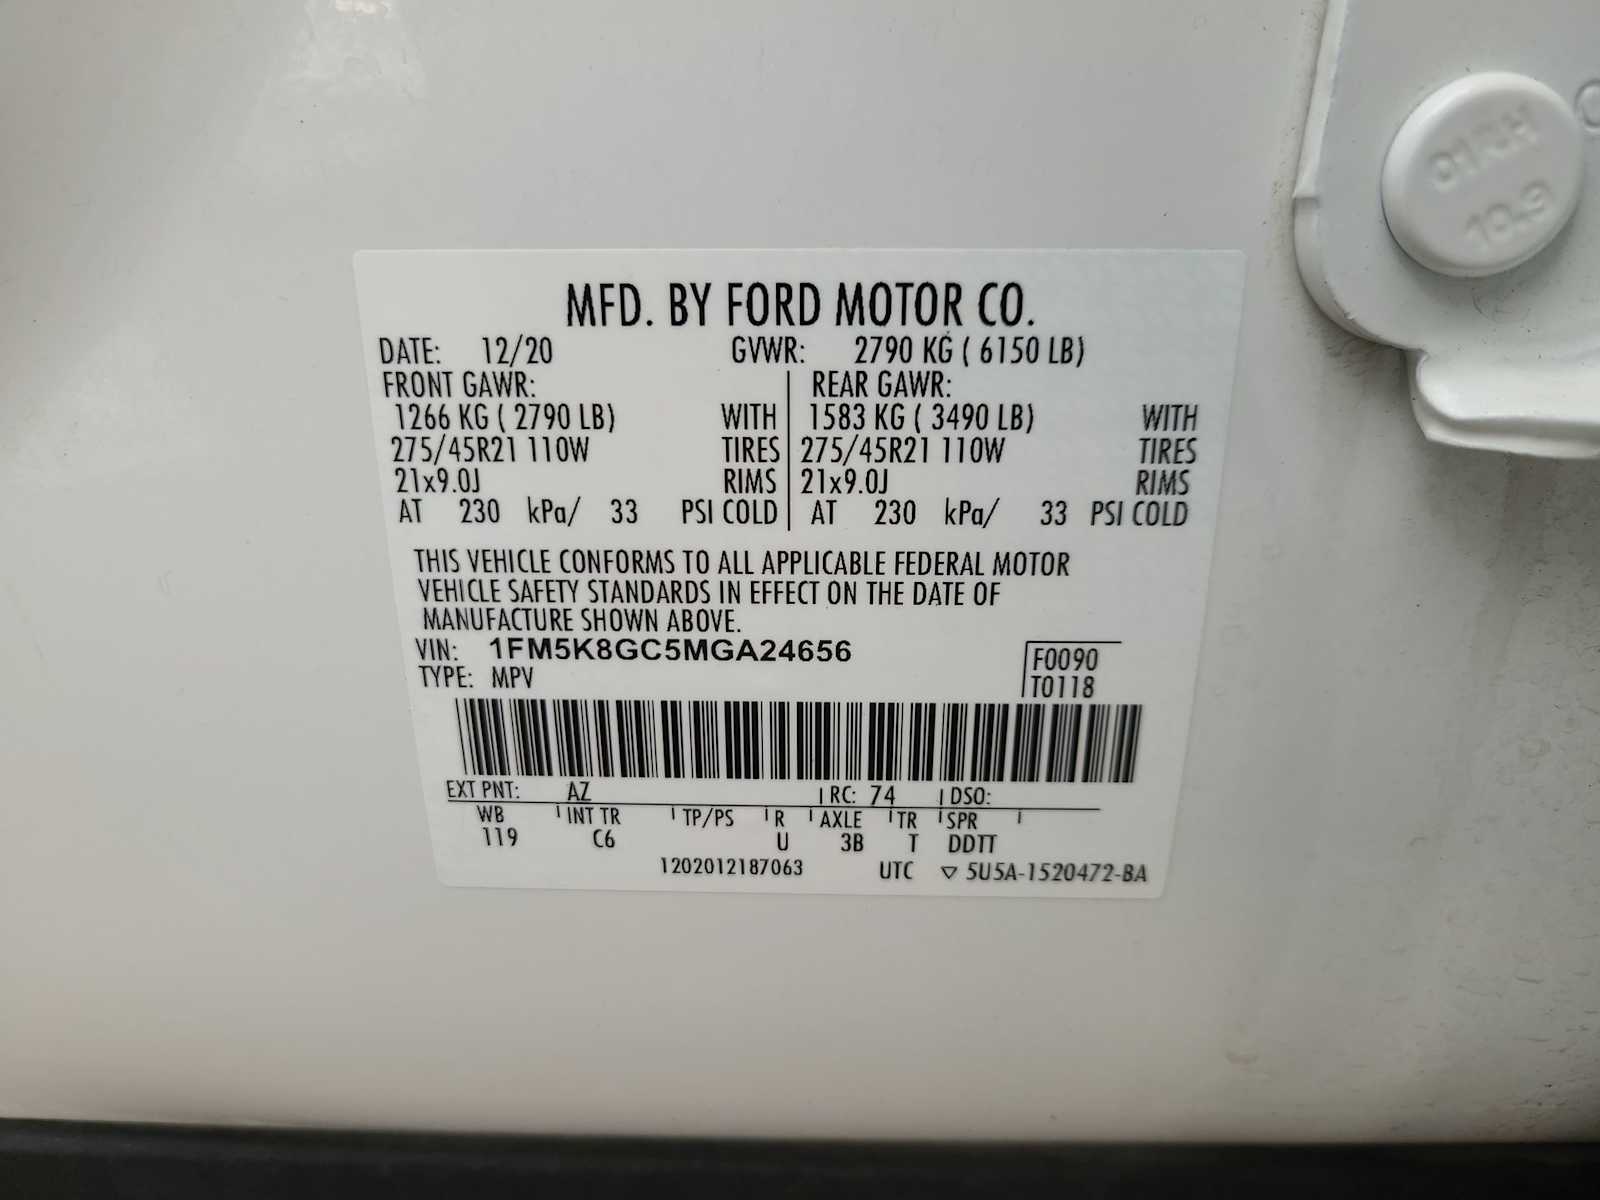 01RH
10.9
MFD. BY FORD MOTOR CO.
DATE: 12/20 GVWR: 2790 KG ( 6150 LB)
FRONT GAWR: REAR GAWR:
1266 KG ( 2790 LB) WITH 1583 KG ( 3490 LB) WITH
275/45R21 110W TIRES 275/45R21 110W TIRES
21x9.0J RIMS 21x9.0J RIMS
AT 230 kPa/ 33 PSI COLD AT 230 kPa/ 33 PSI COLD
THIS VEHICLE CONFORMS TO ALL APPLICABLE FEDERAL MOTOR
VEHICLE SAFETY STANDARDS IN EFFECT ON THE DATE OF
MANUFACTURE SHOWN ABOVE.
VIN: 1FM5K8GC5MGA24656 F0090
TYPE: MPV T0118
EXT PNT: AZ RC: 74 DSO:
WB INT TR TP/PS R AXLE TR SPR
119 C6 U 3B T DDTT
1202012187063 UTC ▽ 5U5A-1520472-BA